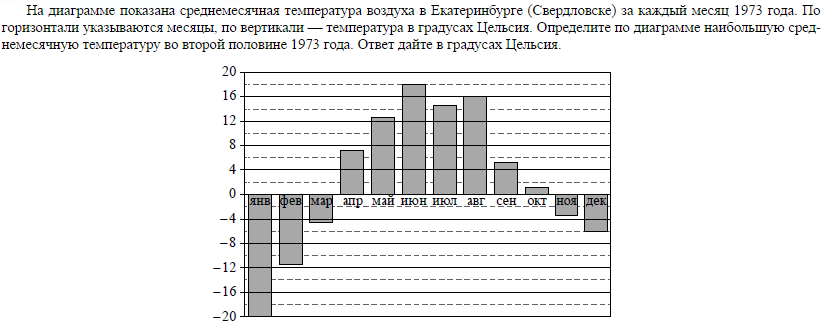 На диаграмме показана среднемесячная температура воздуха в Екатеринбурге (Свердловске) за каждый месяц 1973 года. По
горизонтали указываются месяцы, по вертикали — температура в градусах Цельсия. Определите по диаграмме наибольшую сред-
немесячную температуру во второй половине 1973 года. Ответ дайте в градусах Цельсия.
20
16
12
8
4
0
янв фев мар апр май июн июл авг сен окт ноя дек
−4
−8
−12
−16
−20